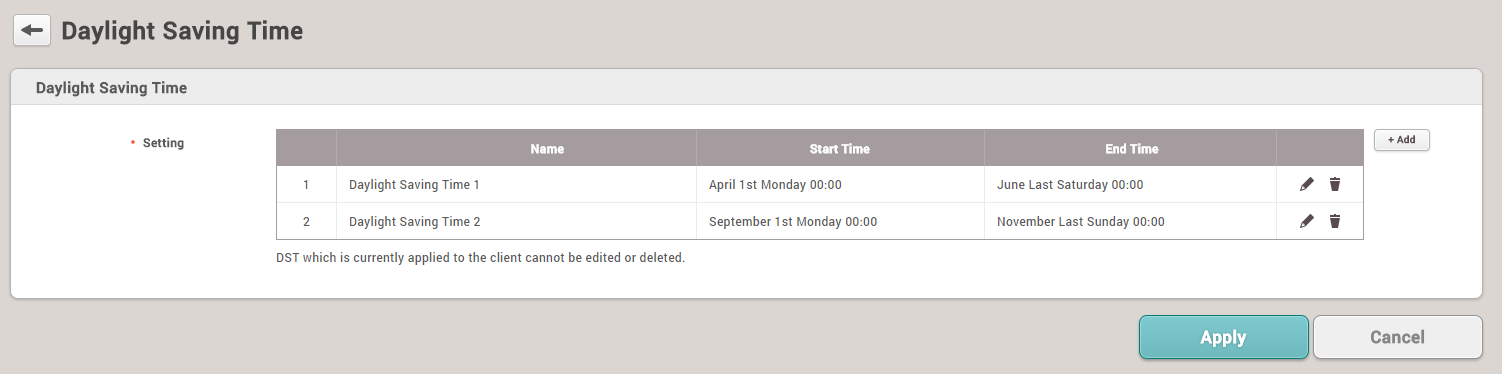 Daylight Saving Time
Daylight Saving Time
• Setting
Name Start Time End Time
+ Add
1 Daylight Saving Time 1 April 1st Monday 00:00 June Last Saturday 00:00
2 Daylight Saving Time 2 September 1st Monday 00:00 November Last Sunday 00:00
DST which is currently applied to the client cannot be edited or deleted.
Apply Cancel